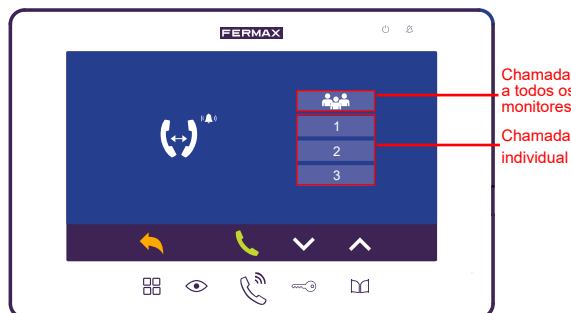 FERMAX
Chamada
a todos os
monitores
1
Chamada
individual
2
3